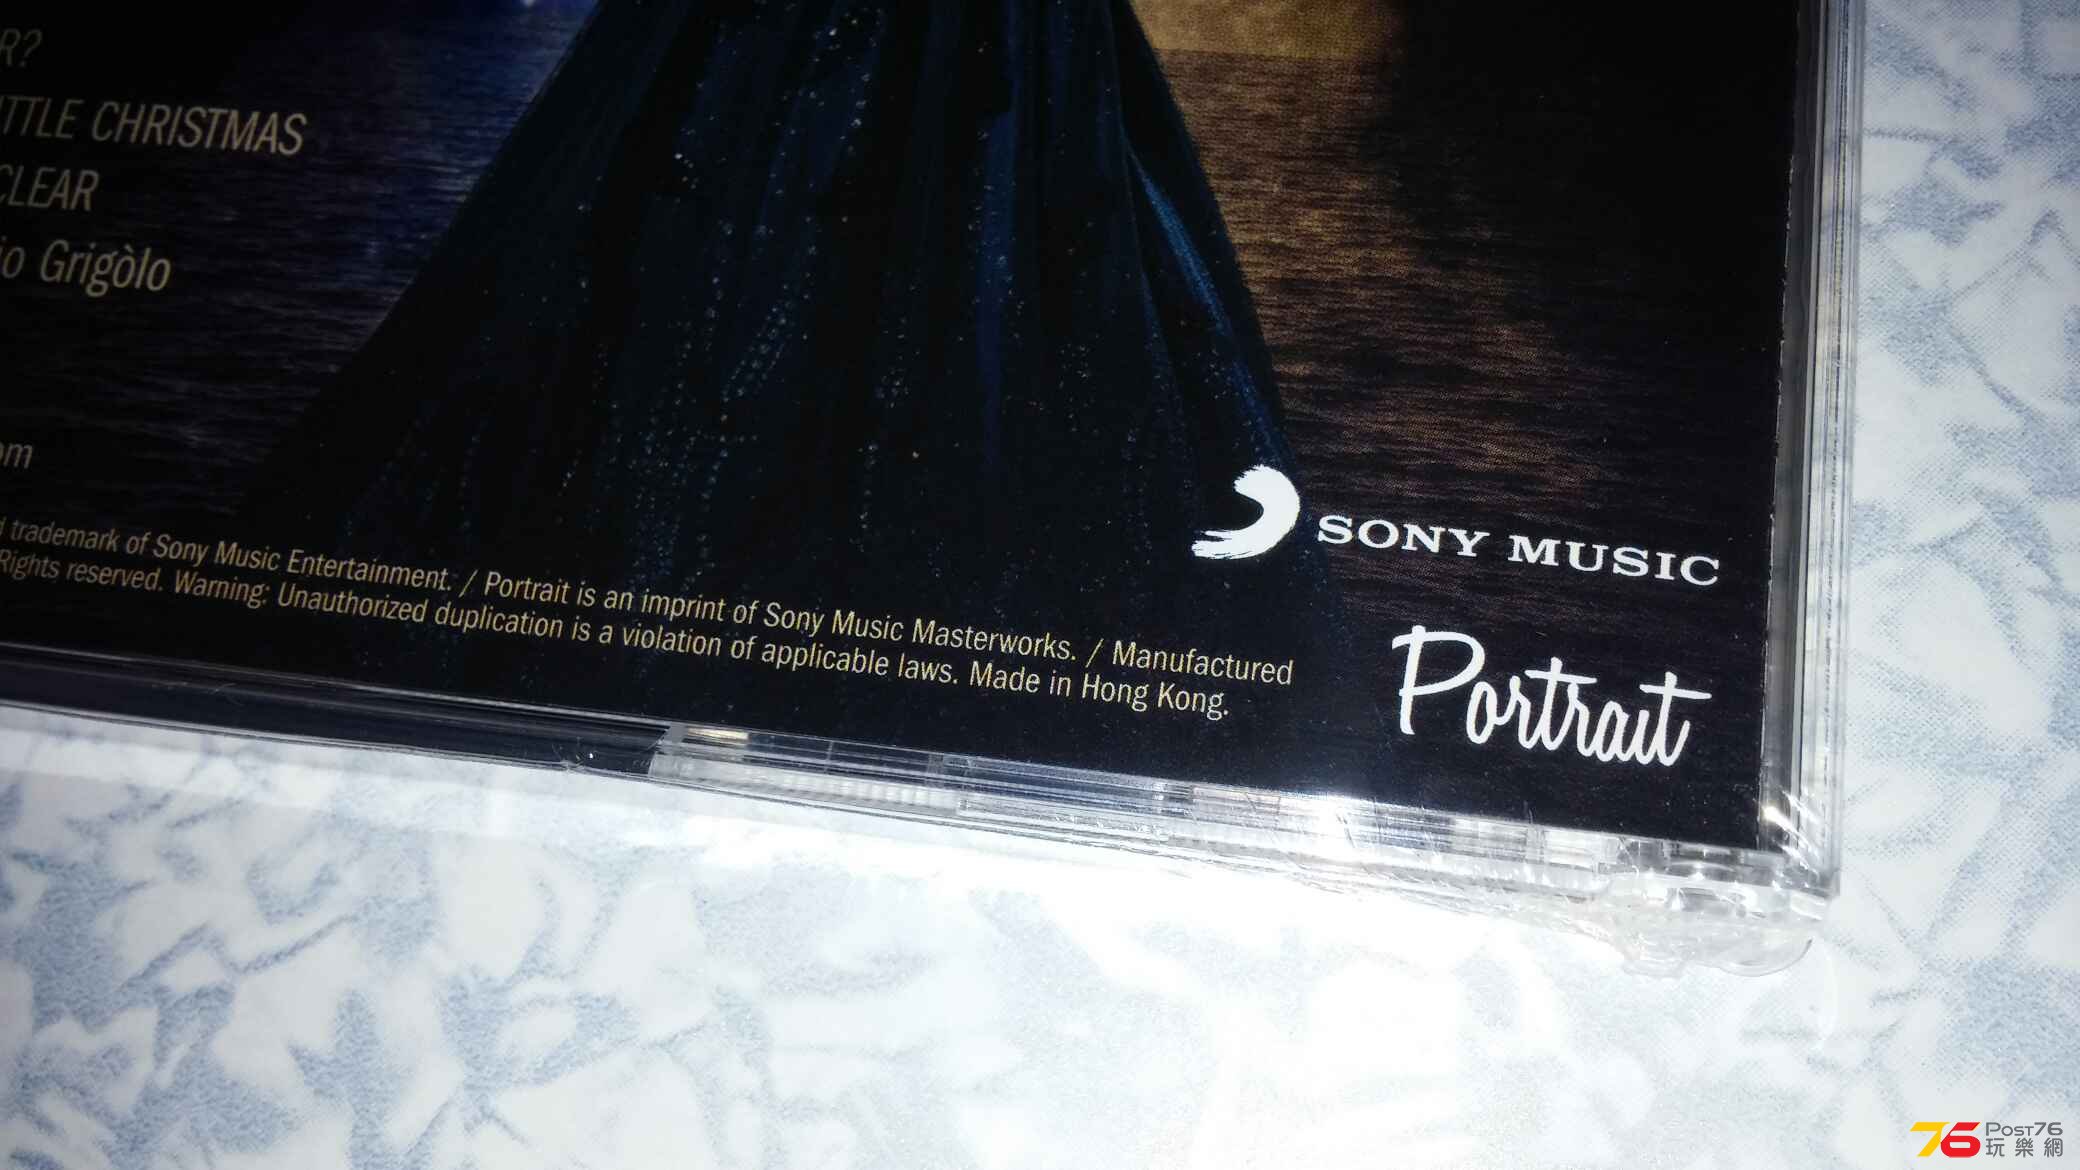 R?
ITTLE CHRISTMAS
CLEAR
io Grigòlo
om
SONY MUSIC
trademark of Sony Music Entertainment. / Portrait is an imprint of Sony Music Masterworks. / Manufactured
Rights reserved. Warning: Unauthorized duplication is a violation of applicable laws. Made in Hong Kong.
Portrait
76 POST76
玩樂網